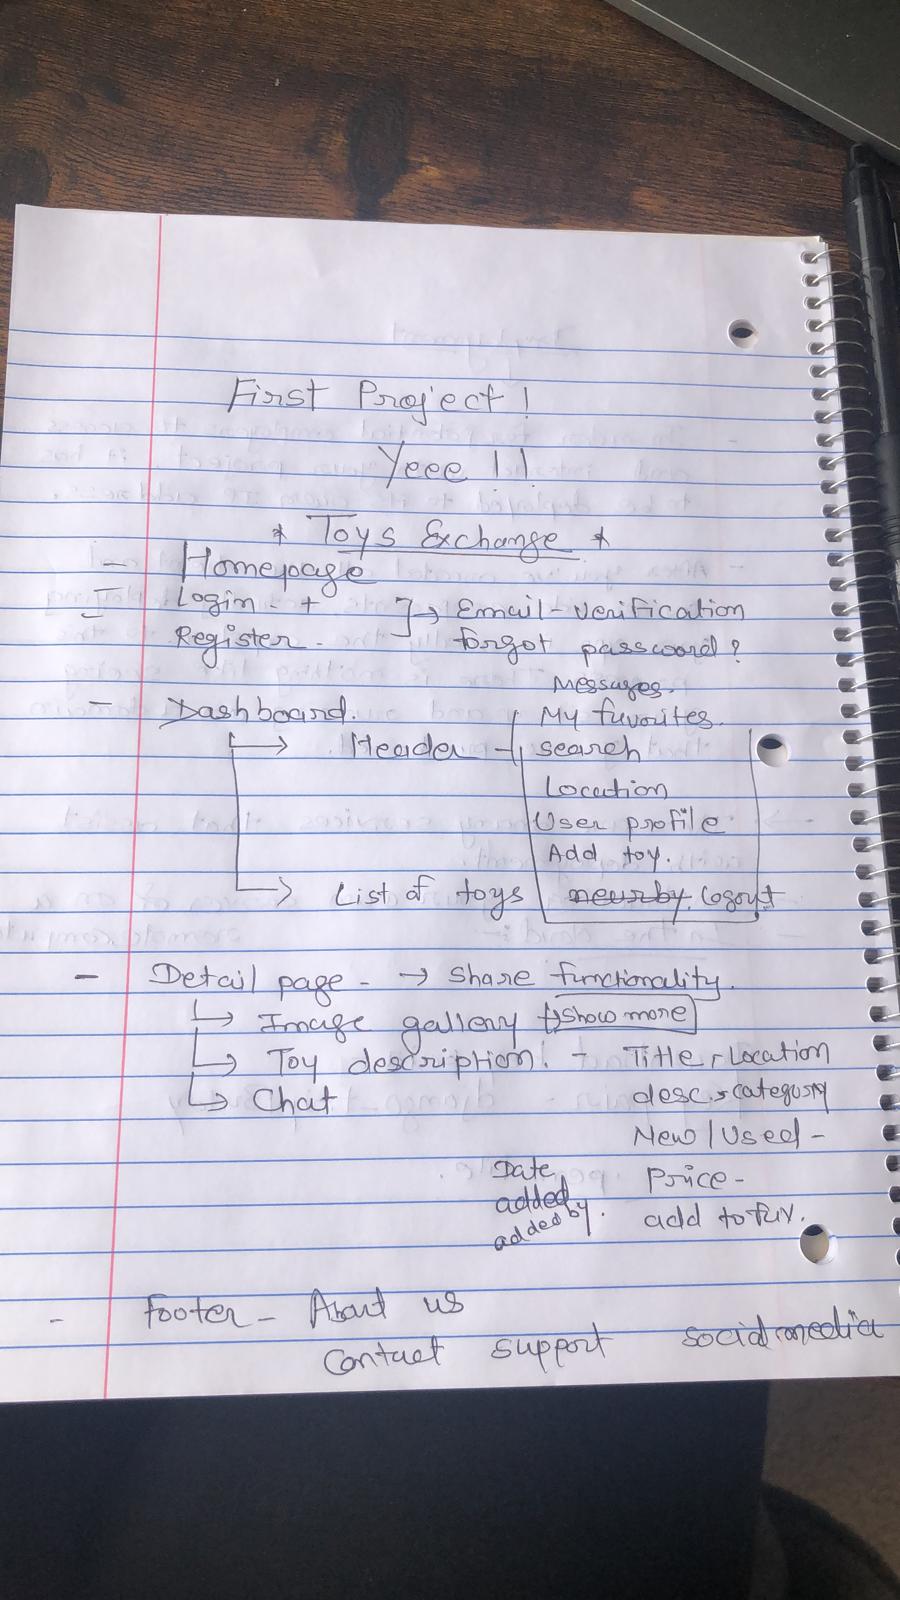 First Project !
Yeee !!
* Toys Exchange *
- Homepage
I Login - + ] → Email - verification
Register - forgot password?
Messages.
- Dashboard. My favorites.
→ Header - search
Location
User profile
Add toy.
→ List of toys nearby. Logout
- Detail page - → Share functionality.
→ Image gallery show more
→ Toy description. - Title, Location
→ Chat desc., category
New / Used -
Date Price -
added
added by. add to fav.
- footer - About us
Contact support social media